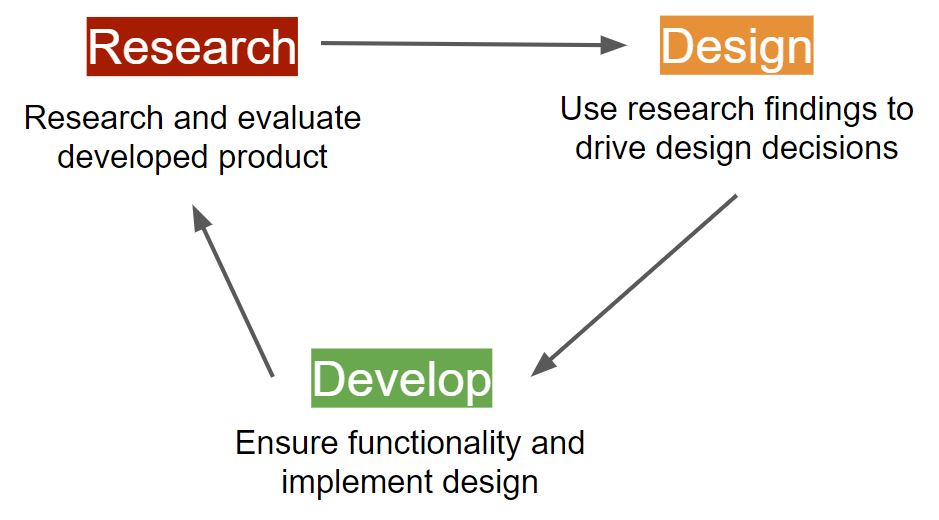 Research
Research and evaluate
developed product
Design
Use research findings to
drive design decisions
Develop
Ensure functionality and
implement design